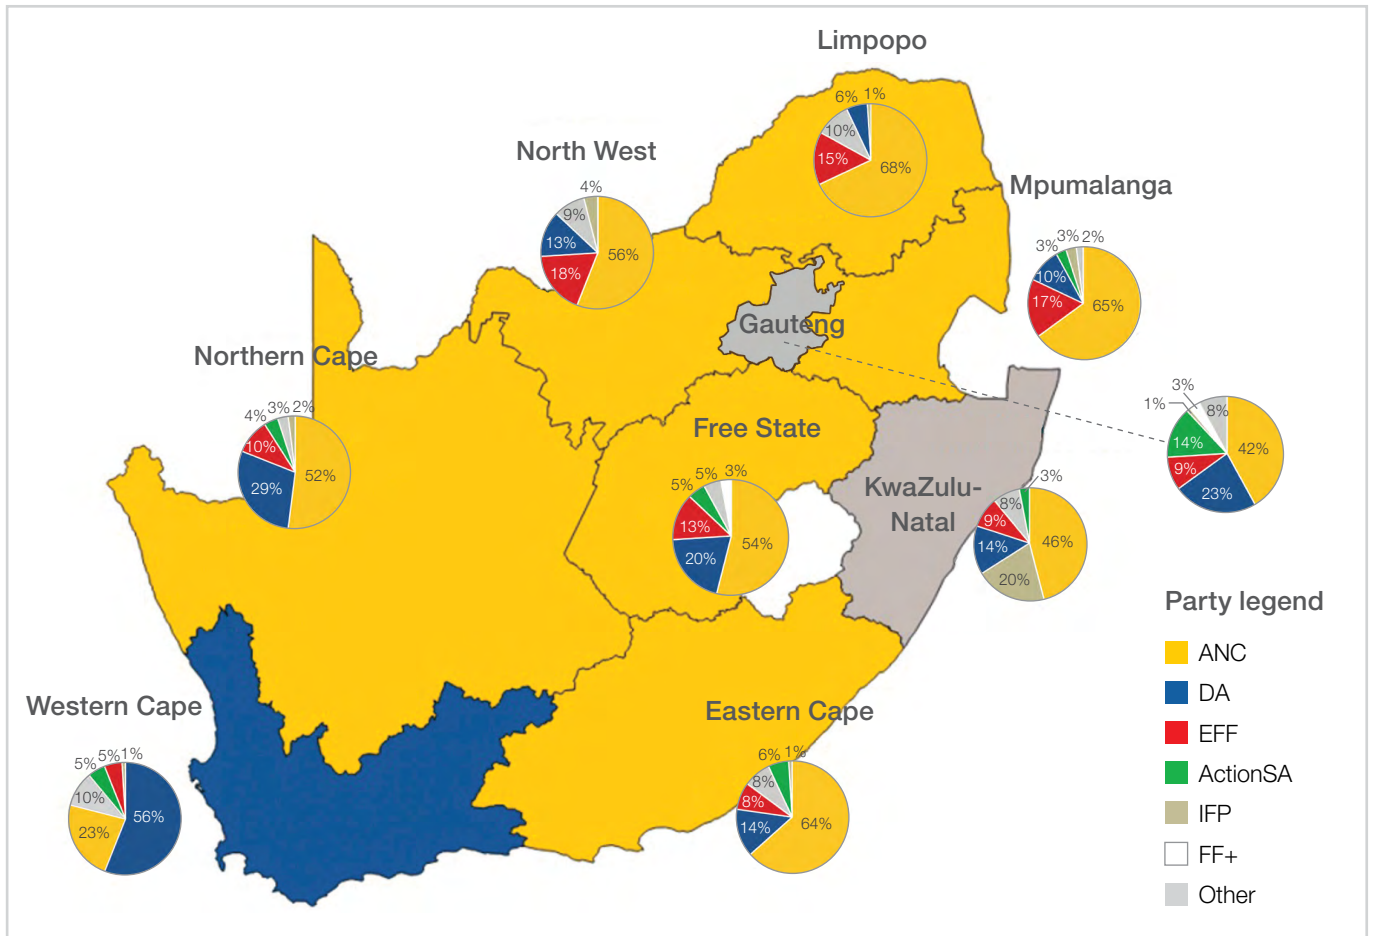 Limpopo
6% 1%
10%
15%
68%
North West
4%
9%
13%
18%
56%
Mpumalanga
3% 3% 2%
10%
17%
65%
Gauteng
3%
1%
8%
14%
42%
9%
23%
Northern Cape
4% 3% 2%
10%
29%
52%
Free State
5% 5% 3%
13%
20%
54%
KwaZulu-
Natal
3%
8%
9%
14%
46%
20%
Western Cape
5% 5% 1%
10%
56%
23%
Eastern Cape
6% 1%
8%
8%
14%
64%
Party legend
ANC
DA
EFF
ActionSA
IFP
FF+
Other